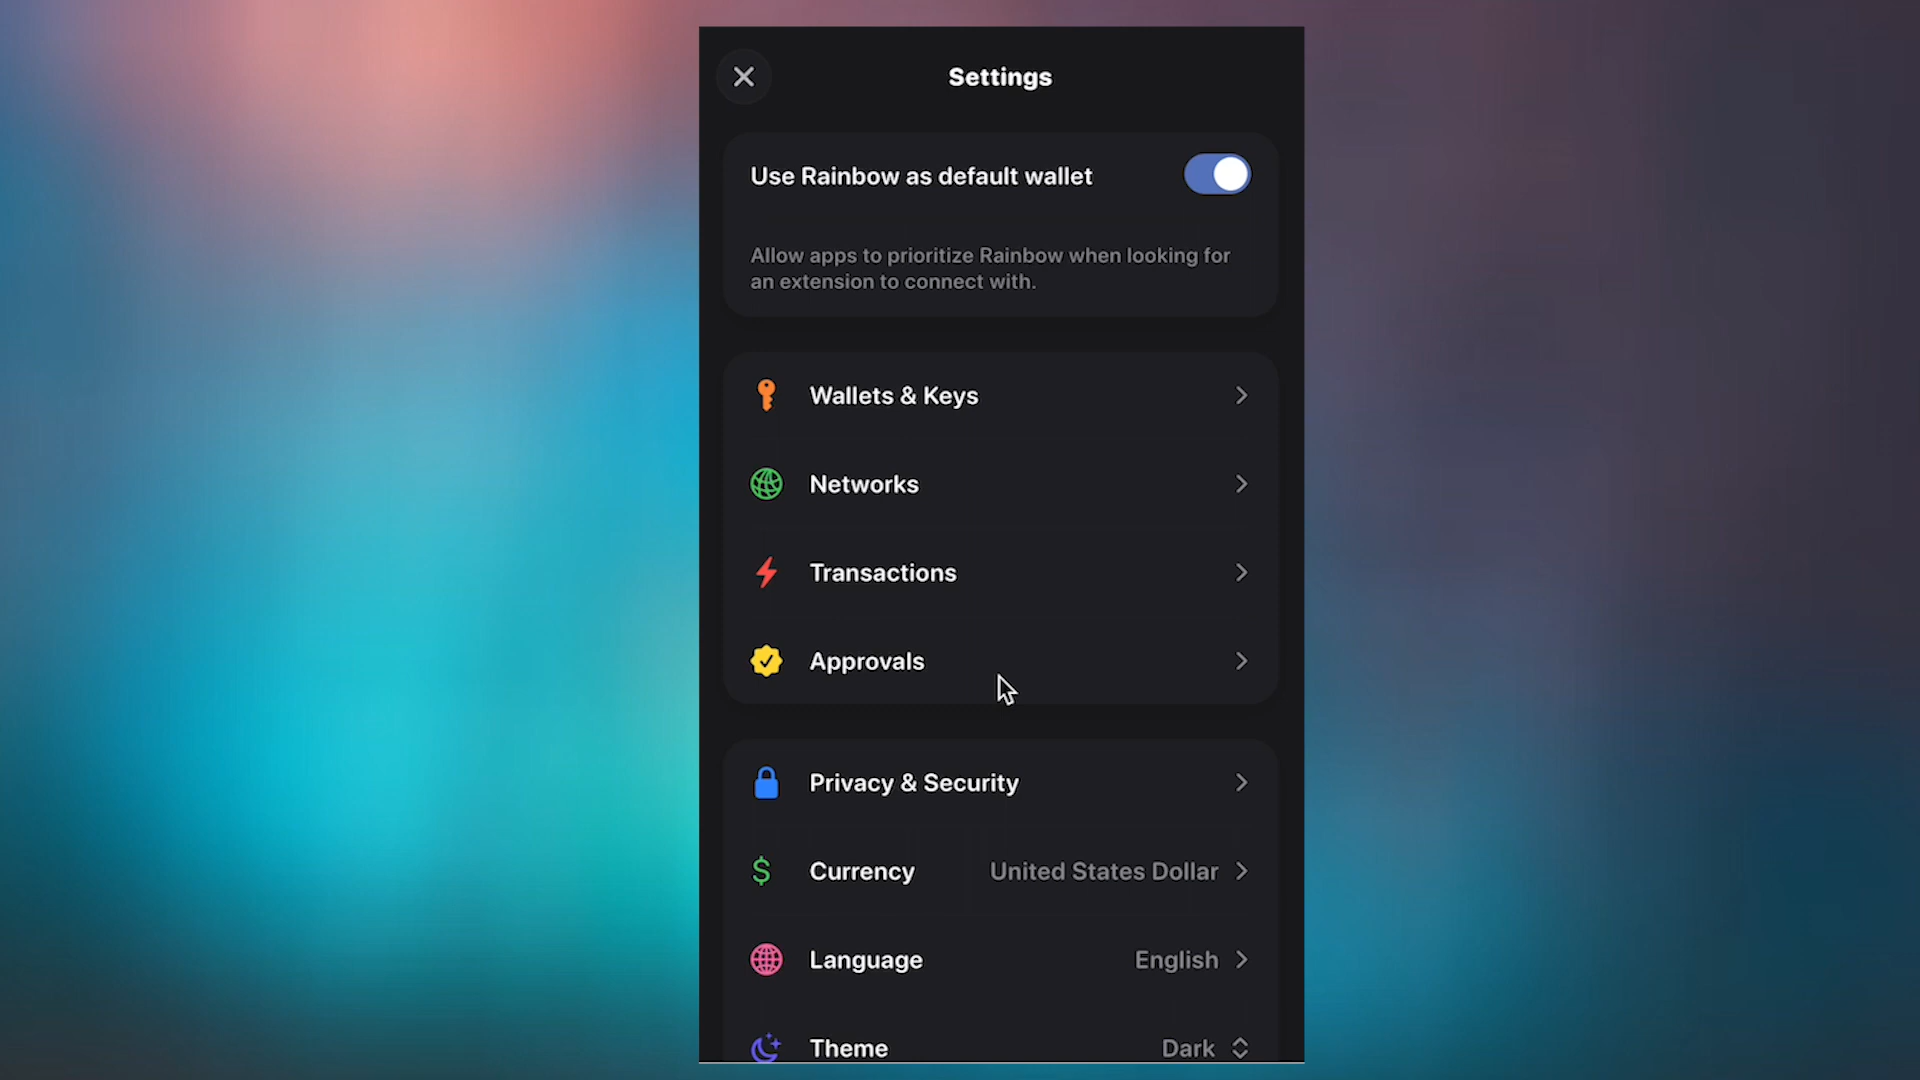 Settings
Use Rainbow as default wallet
Allow apps to prioritize Rainbow when looking for
an extension to connect with.
Wallets & Keys
Networks
Transactions
Approvals
Privacy & Security
Currency United States Dollar
Language English
Theme Dark